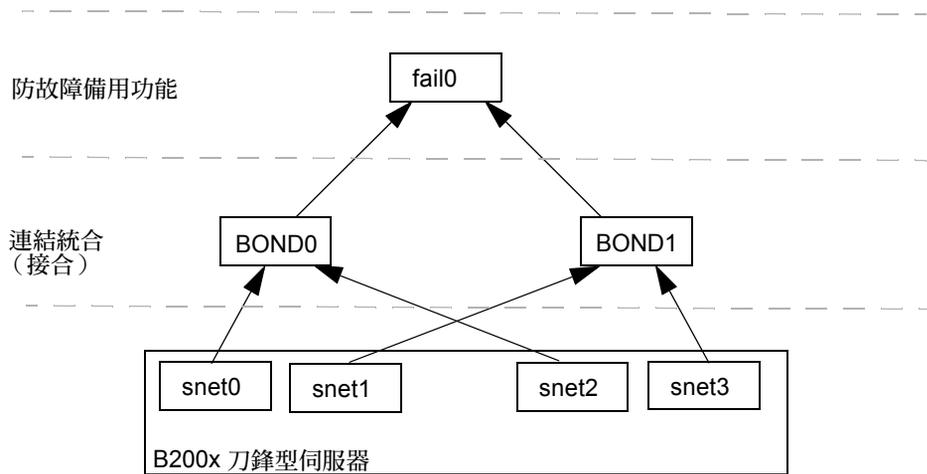 fail0
防故障備用功能
連結統合
（接合）
BOND0
BOND1
snet0
snet1
snet2
snet3
B200x 刀鋒型伺服器